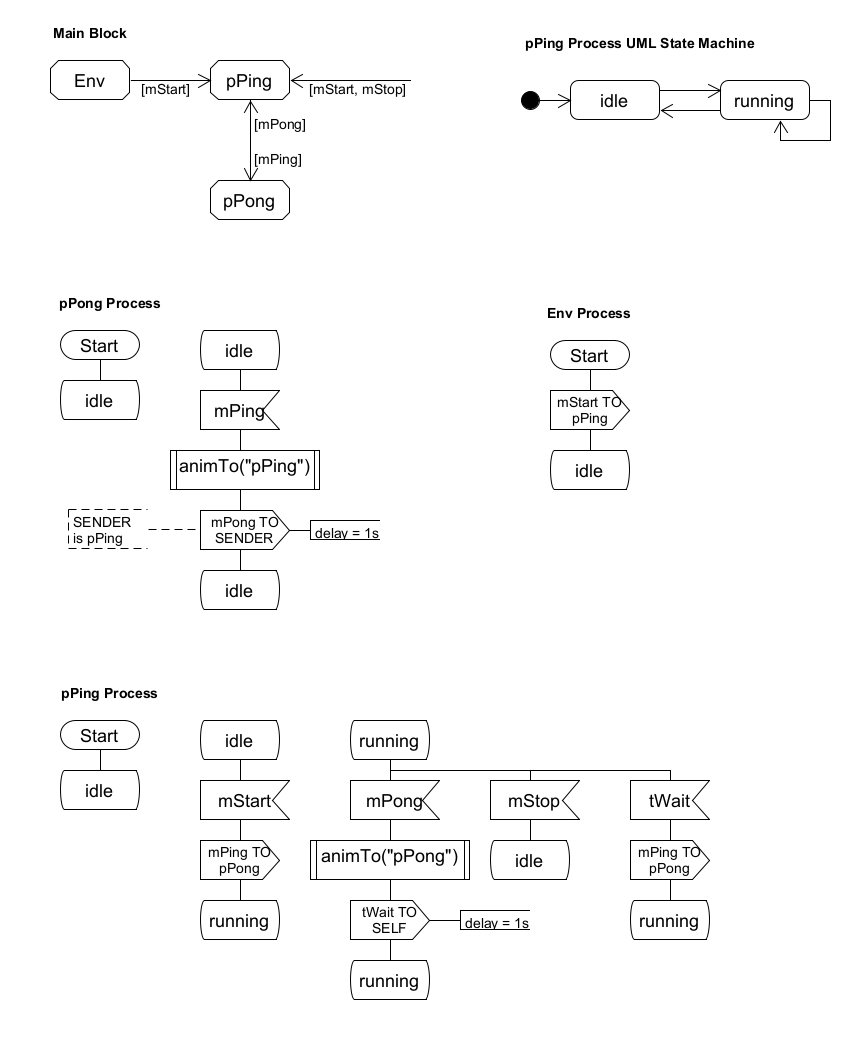 Main Block
pPing Process UML State Machine
Env
[mStart]
pPing
[mStart, mStop]
[mPong]
[mPing]
pPong
idle
running
pPong Process
Start
idle
idle
mPing
animTo("pPing")
SENDER
is pPing
mPong TO
SENDER
delay = 1s
idle
Env Process
Start
mStart TO
pPing
idle
pPing Process
Start
idle
idle
mStart
mPing TO
pPong
running
running
mPong
animTo("pPong")
tWait TO
SELF
delay = 1s
running
mStop
idle
tWait
mPing TO
pPong
running